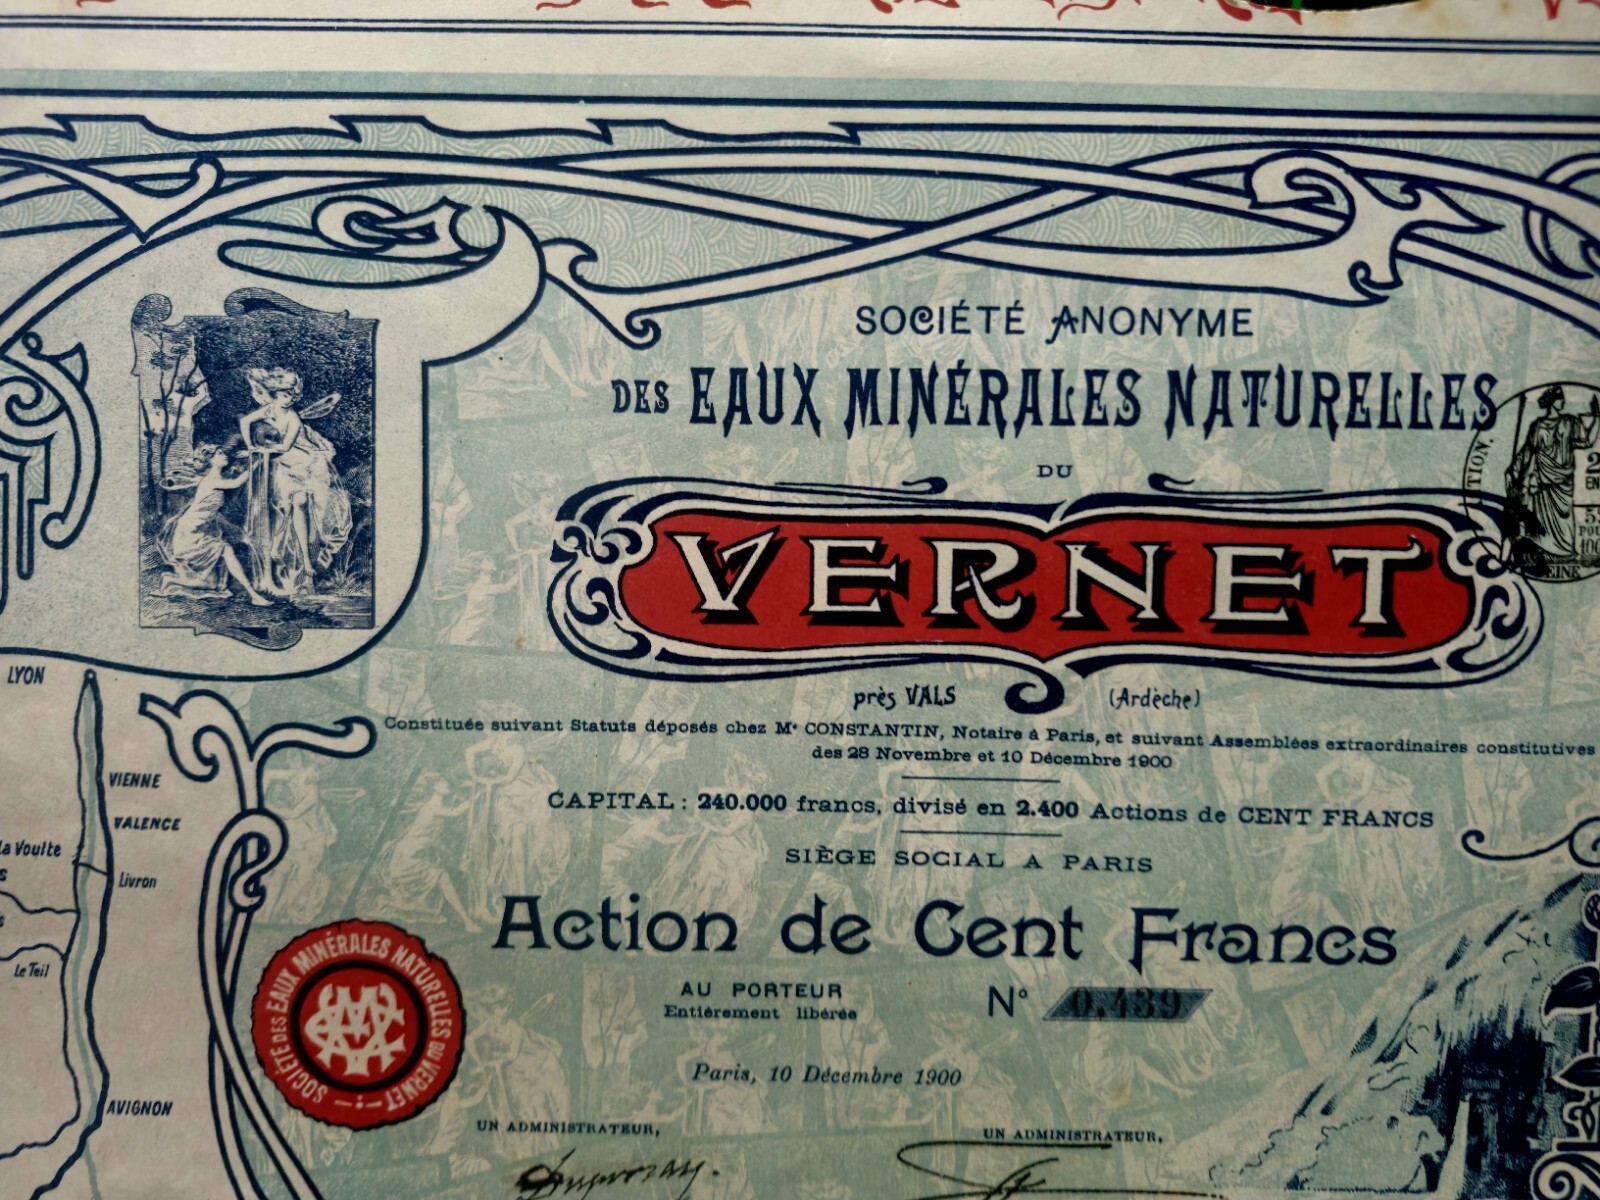 SOCIÉTÉ ANONYME
DES EAUX MINÉRALES NATURELLES
DU
VERNET
près VALS (Ardèche)
Constituée suivant Statuts déposés chez Me CONSTANTIN, Notaire à Paris, et suivant Assemblées extraordinaires constitutives
des 28 Novembre et 10 Décembre 1900
CAPITAL : 240.000 francs, divisé en 2.400 Actions de CENT FRANCS
SIÈGE SOCIAL A PARIS
Action de Cent Francs
AU PORTEUR
Entièrement libérée
No 0.439
Paris, 10 Décembre 1900
UN ADMINISTRATEUR,
UN ADMINISTRATEUR,
SOCIÉTÉ DES EAUX MINÉRALES NATURELLES DU VERNET
LYON
VIENNE
VALENCE
la Voulte
Livron
Le Teil
AVIGNON